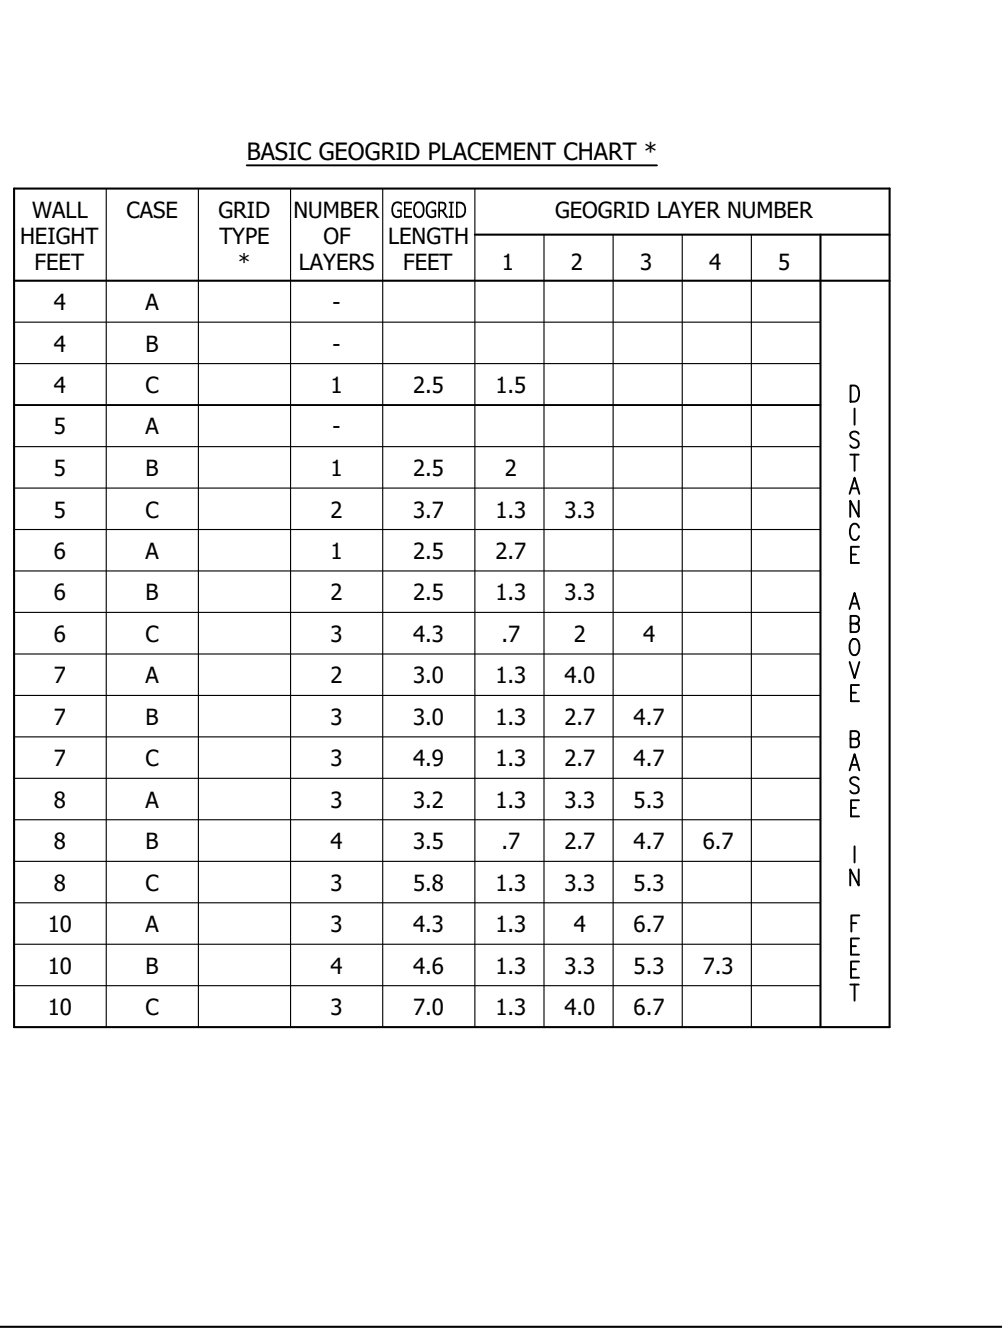 BASIC GEOGRID PLACEMENT CHART *
WALL HEIGHT FEET CASE GRID TYPE * NUMBER OF LAYERS GEOGRID LENGTH FEET GEOGRID LAYER NUMBER
1 2 3 4 5
4 A -
4 B -
4 C 1 2.5 1.5
5 A -
5 B 1 2.5 2
5 C 2 3.7 1.3 3.3
6 A 1 2.5 2.7
6 B 2 2.5 1.3 3.3
6 C 3 4.3 .7 2 4
7 A 2 3.0 1.3 4.0
7 B 3 3.0 1.3 2.7 4.7
7 C 3 4.9 1.3 2.7 4.7
8 A 3 3.2 1.3 3.3 5.3
8 B 4 3.5 .7 2.7 4.7 6.7
8 C 3 5.8 1.3 3.3 5.3
10 A 3 4.3 1.3 4 6.7
10 B 4 4.6 1.3 3.3 5.3 7.3
10 C 3 7.0 1.3 4.0 6.7
DISTANCE ABOVE BASE IN FEET